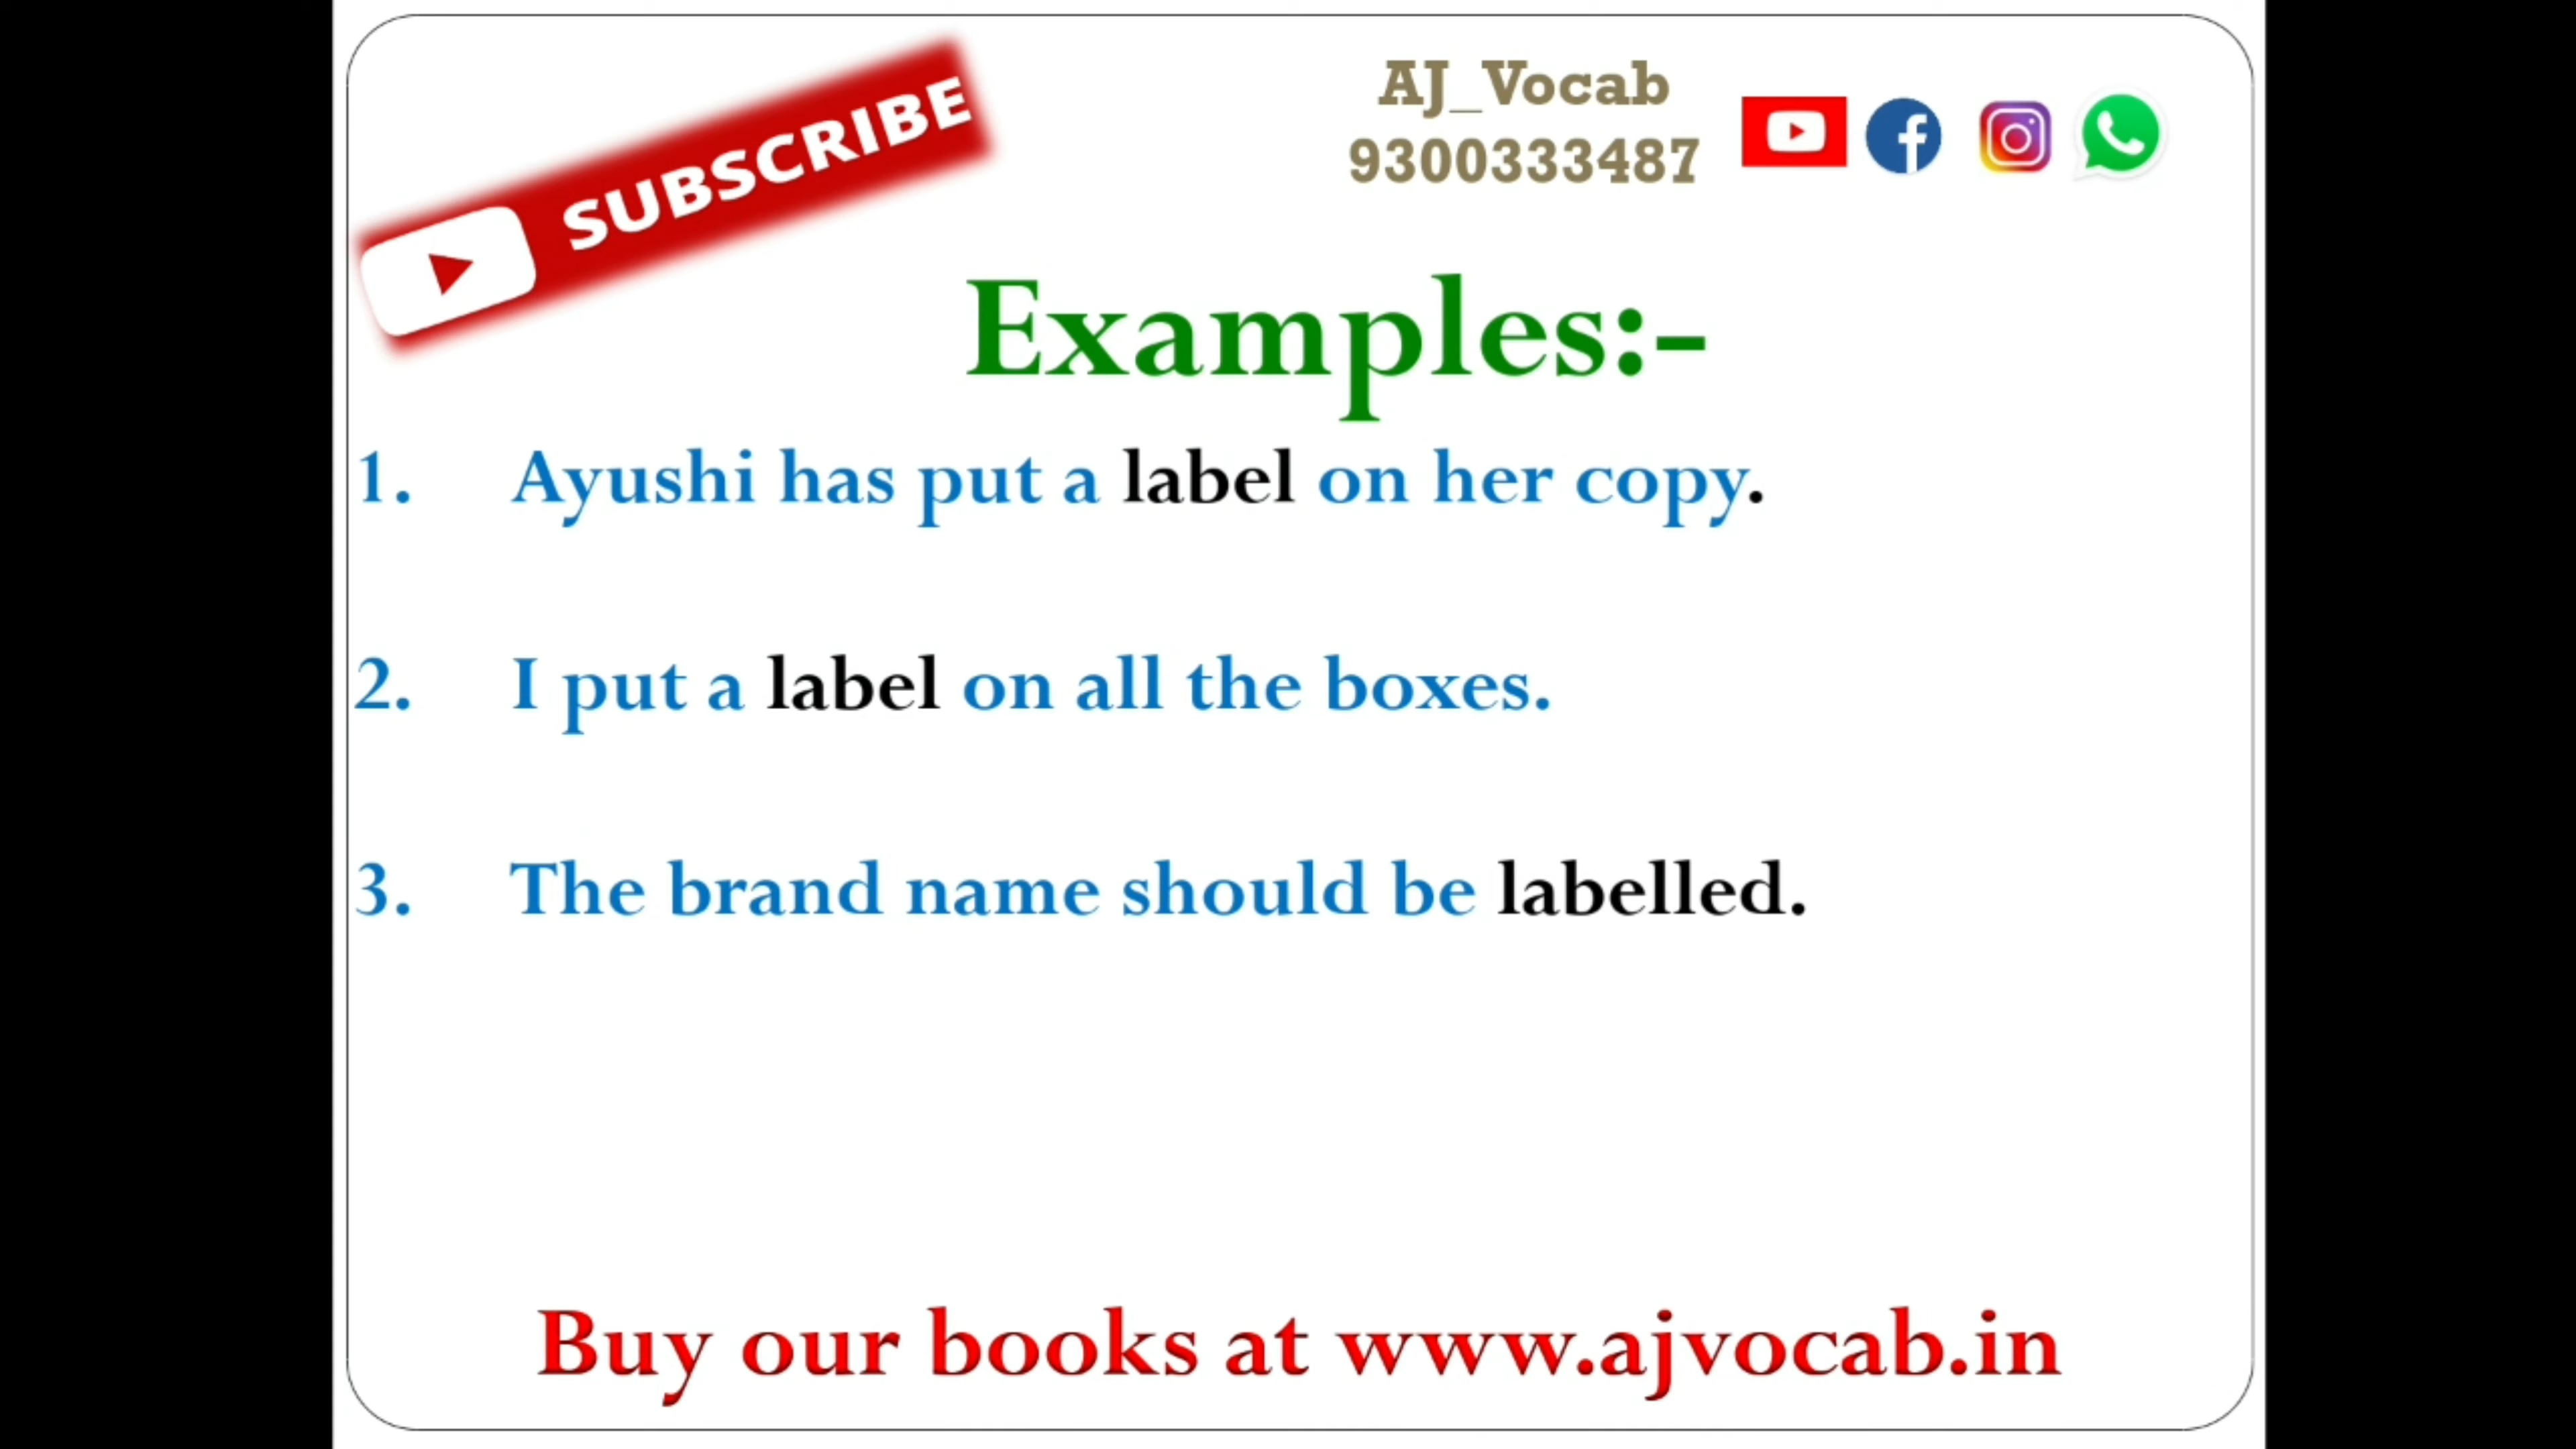 SUBSCRIBE
AJ_Vocab
9300333487
Examples:-
1. Ayushi has put a label on her copy.
2. I put a label on all the boxes.
3. The brand name should be labelled.
Buy our books at www.ajvocab.in